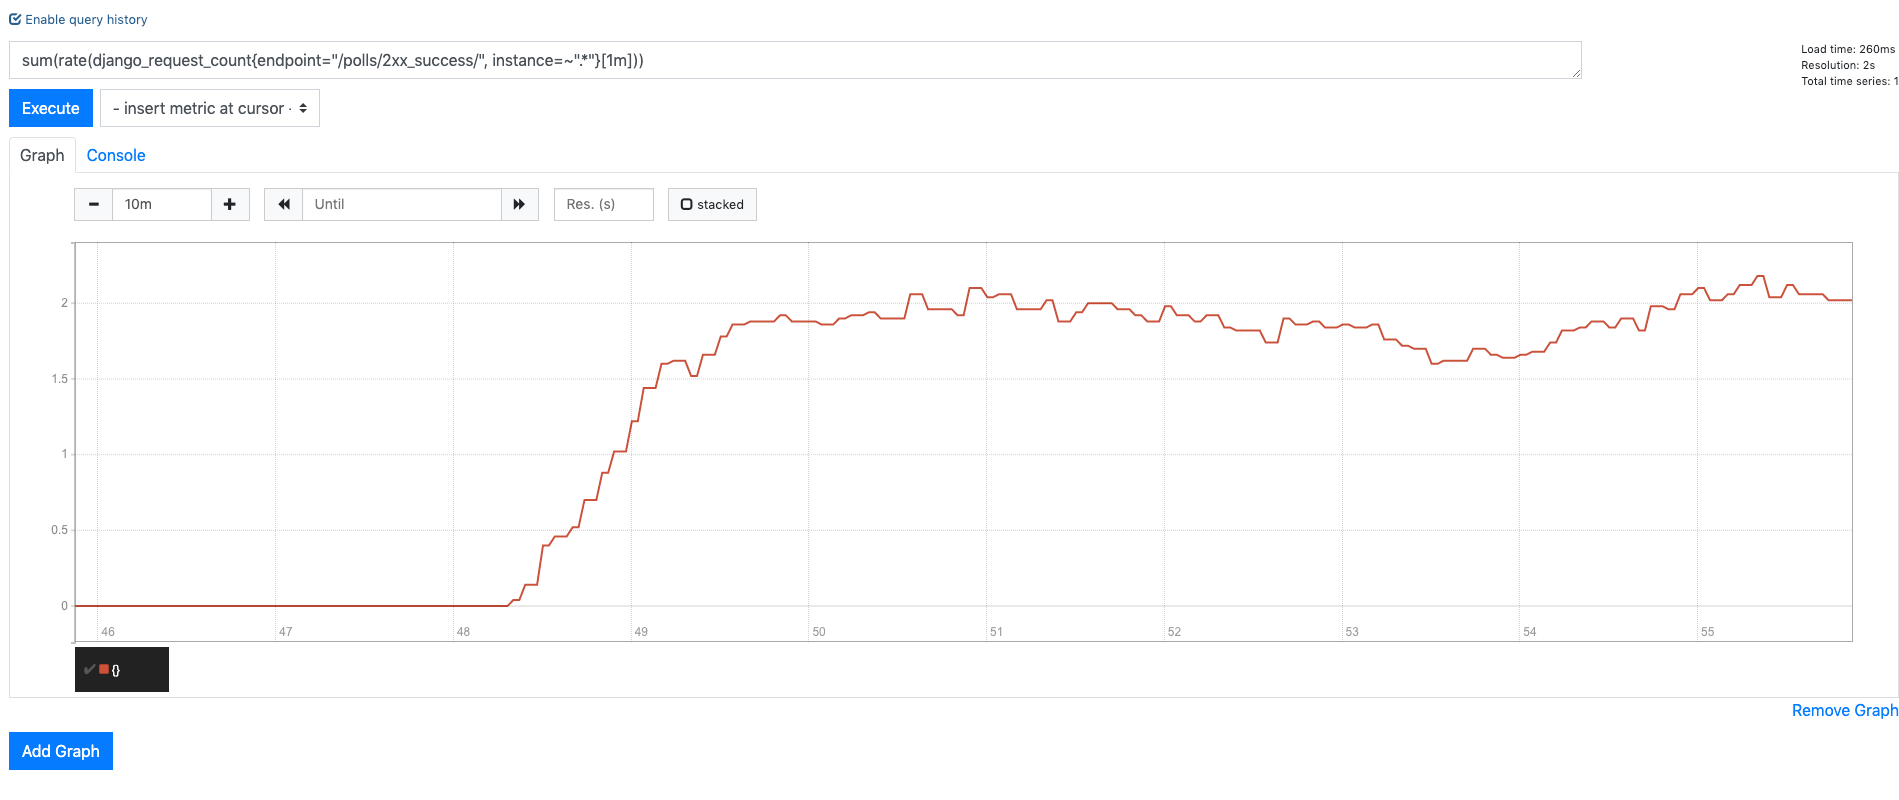 Enable query history
sum(rate(django_request_count{endpoint="/polls/2xx_success/", instance=~".*"}[1m]))
Load time: 260ms
Resolution: 2s
Total time series: 1
Execute
- insert metric at cursor -
Graph Console
10m Until Res. (s) stacked
2
1.5
1
0.5
0
46 47 48 49 50 51 52 53 54 55
{}
Remove Graph
Add Graph